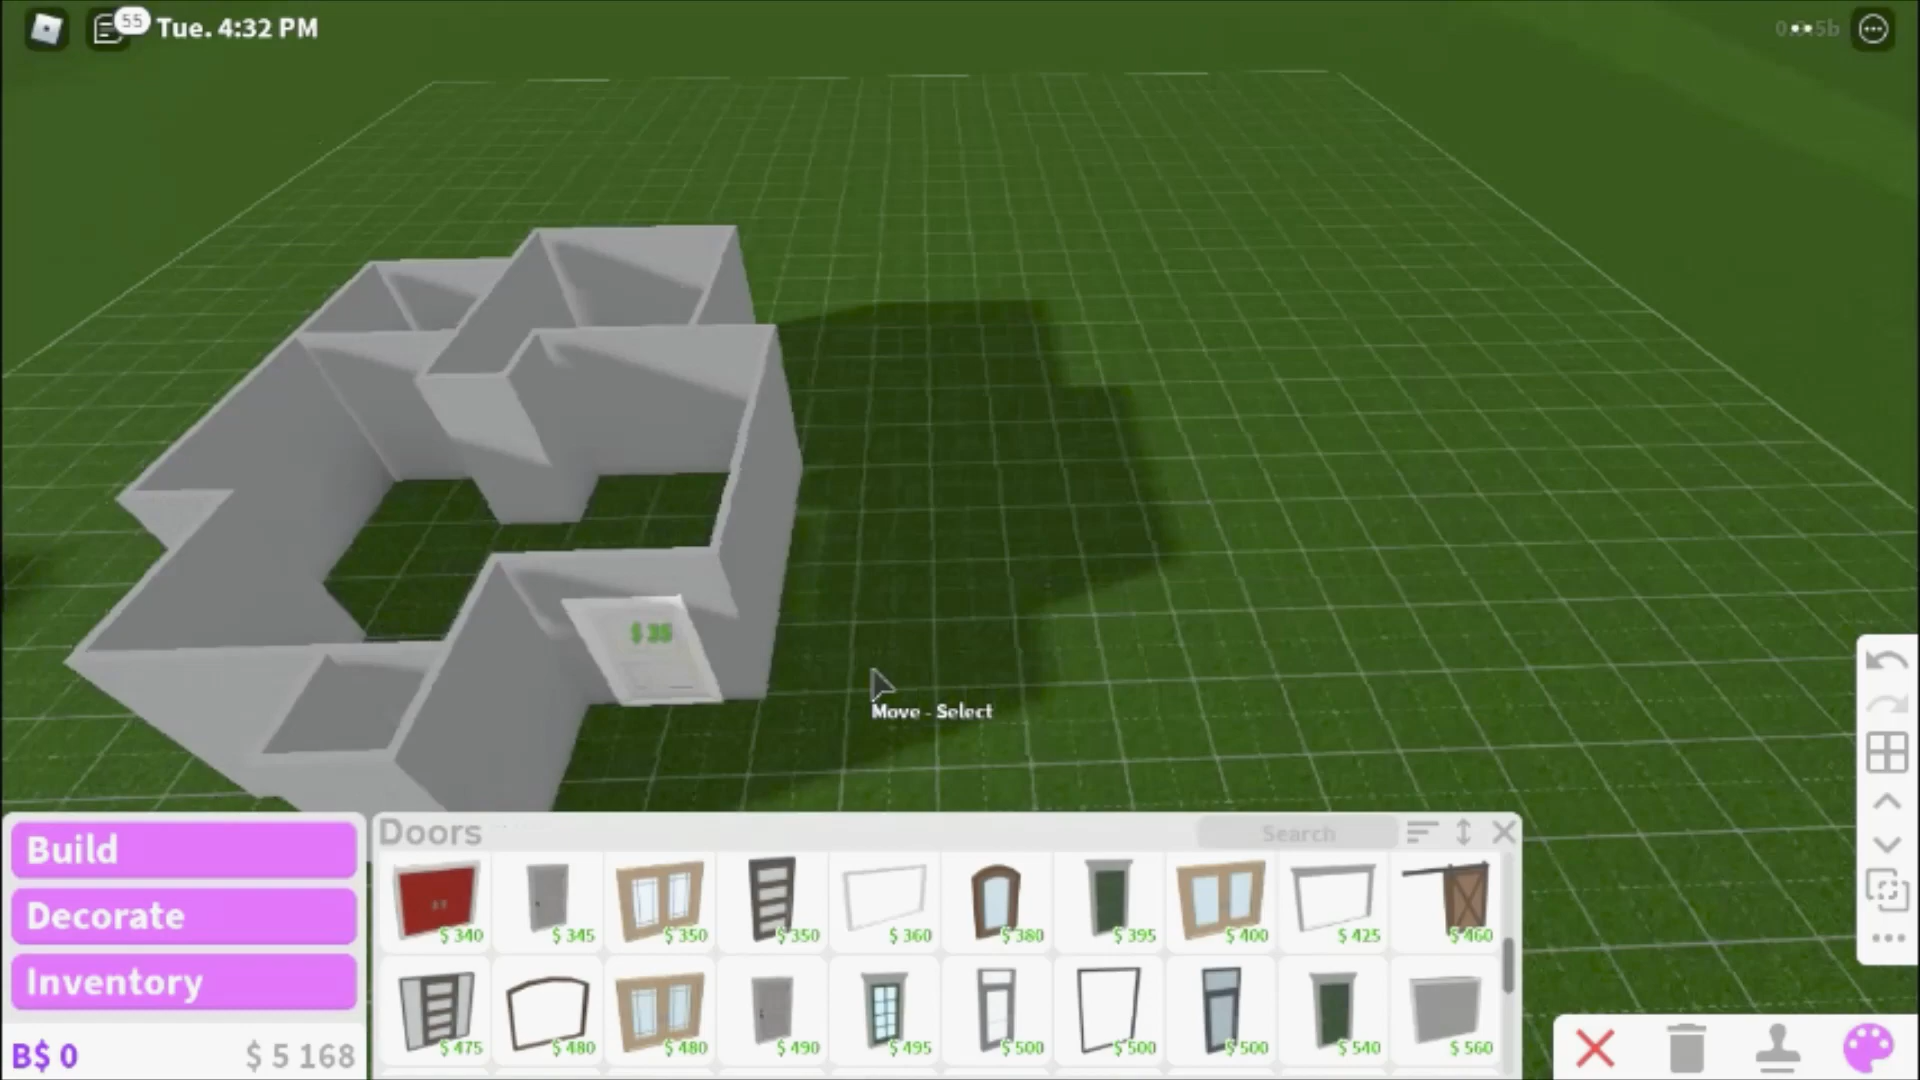 55
Tue. 4:32 PM
Move - Select
Build
Decorate
Inventory
B$ 0
$ 5 168
Doors
Search
$ 340
$ 345
$ 350
$ 350
$ 360
$ 380
$ 395
$ 400
$ 425
$ 460
$ 475
$ 480
$ 480
$ 490
$ 495
$ 500
$ 500
$ 500
$ 540
$ 560